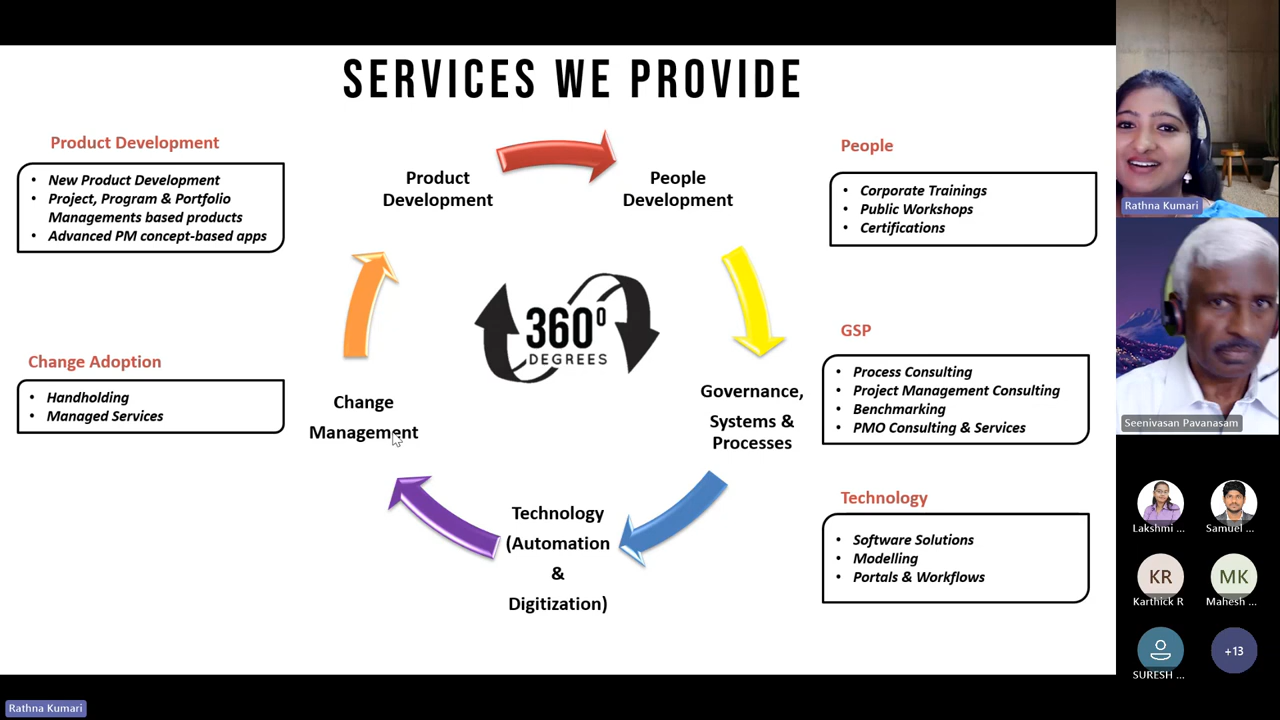 SERVICES WE PROVIDE
Product Development
• New Product Development
• Project, Program & Portfolio
Managements based products
• Advanced PM concept-based apps
Change Adoption
• Handholding
• Managed Services
Product
Development
People
Development
360⁰
DEGREES
Governance,
Systems &
Processes
Change
Management
Technology
(Automation
&
Digitization)
People
• Corporate Trainings
• Public Workshops
• Certifications
GSP
• Process Consulting
• Project Management Consulting
• Benchmarking
• PMO Consulting & Services
Technology
• Software Solutions
• Modelling
• Portals & Workflows
Rathna Kumari
Seenivasan Pavanasam
Lakshmi ...
Samuel ...
KR
Karthick R
MK
Mahesh ...
SURESH ...
+13
Rathna Kumari